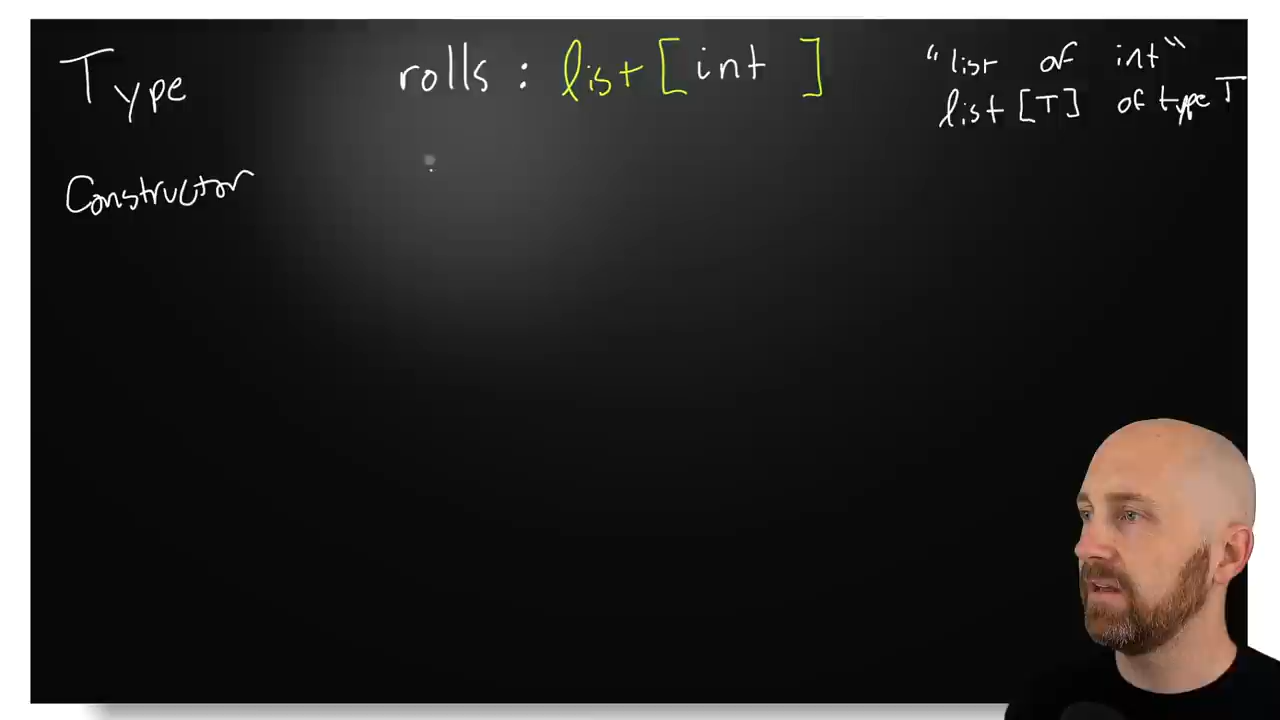 Type
rolls : list[int ]
"list of int"
list [T] of type T
Constructor